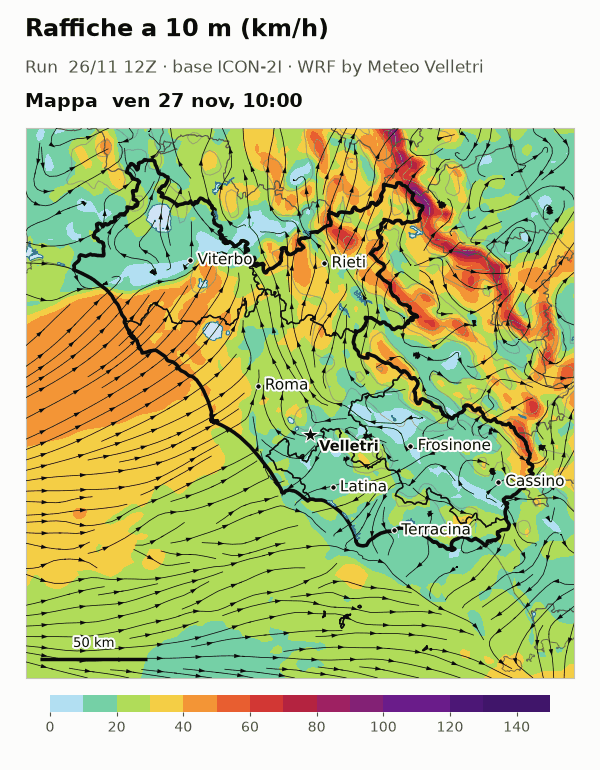 Raffiche a 10 m (km/h)
Run  26/11 12Z · base ICON-2I · WRF by Meteo Velletri
Mappa  ven 27 nov, 10:00
Viterbo
Rieti
Roma
Velletri
Frosinone
Cassino
Latina
Terracina
50 km
0 20 40 60 80 100 120 140